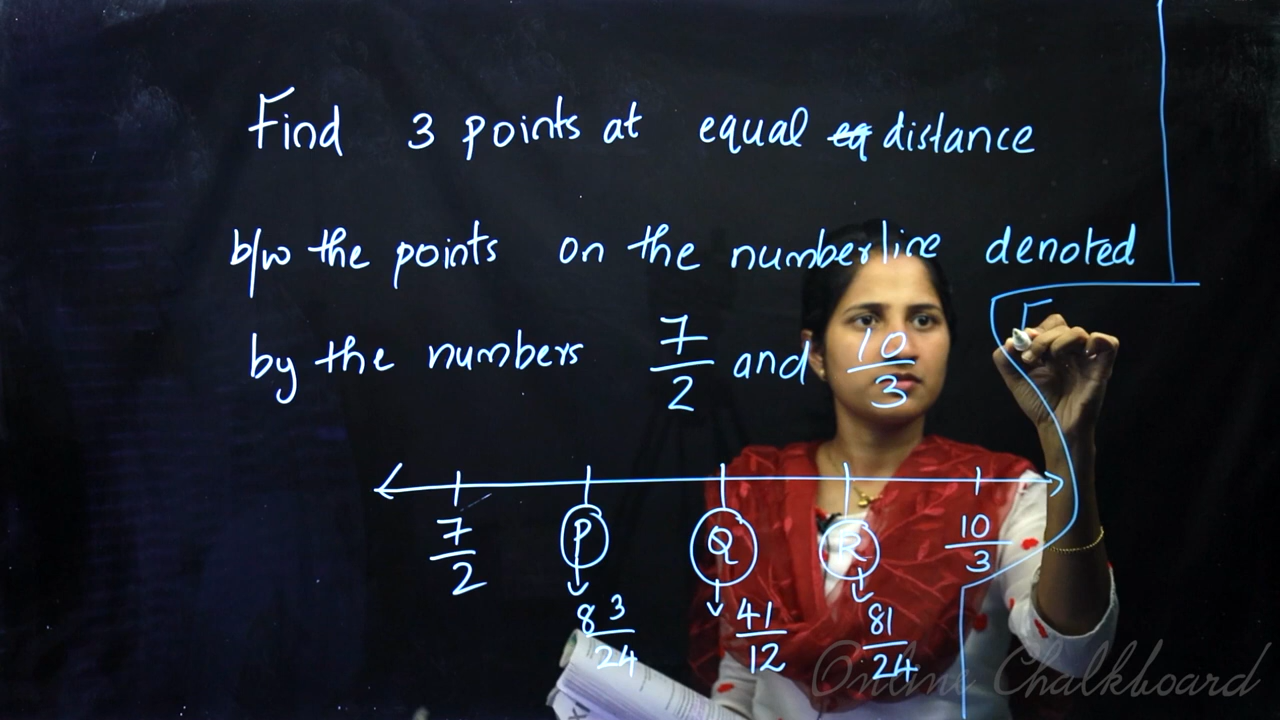 Find 3 points at equal eq distance
b/w the points on the numberline denoted
by the numbers 7/2 and 10/3
7/2 P Q R 10/3
83/24 41/12 81/24
Online Chalkboard